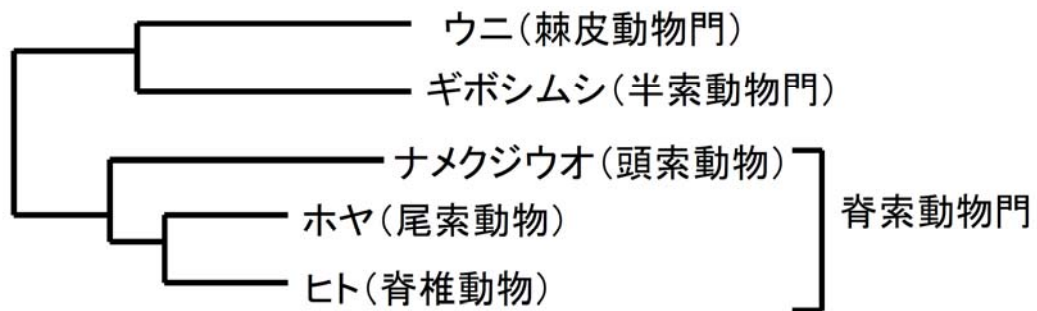 ウニ（棘皮動物門）
ギボシムシ（半索動物門）
ナメクジウオ（頭索動物）
ホヤ（尾索動物）
ヒト（脊椎動物）
脊索動物門